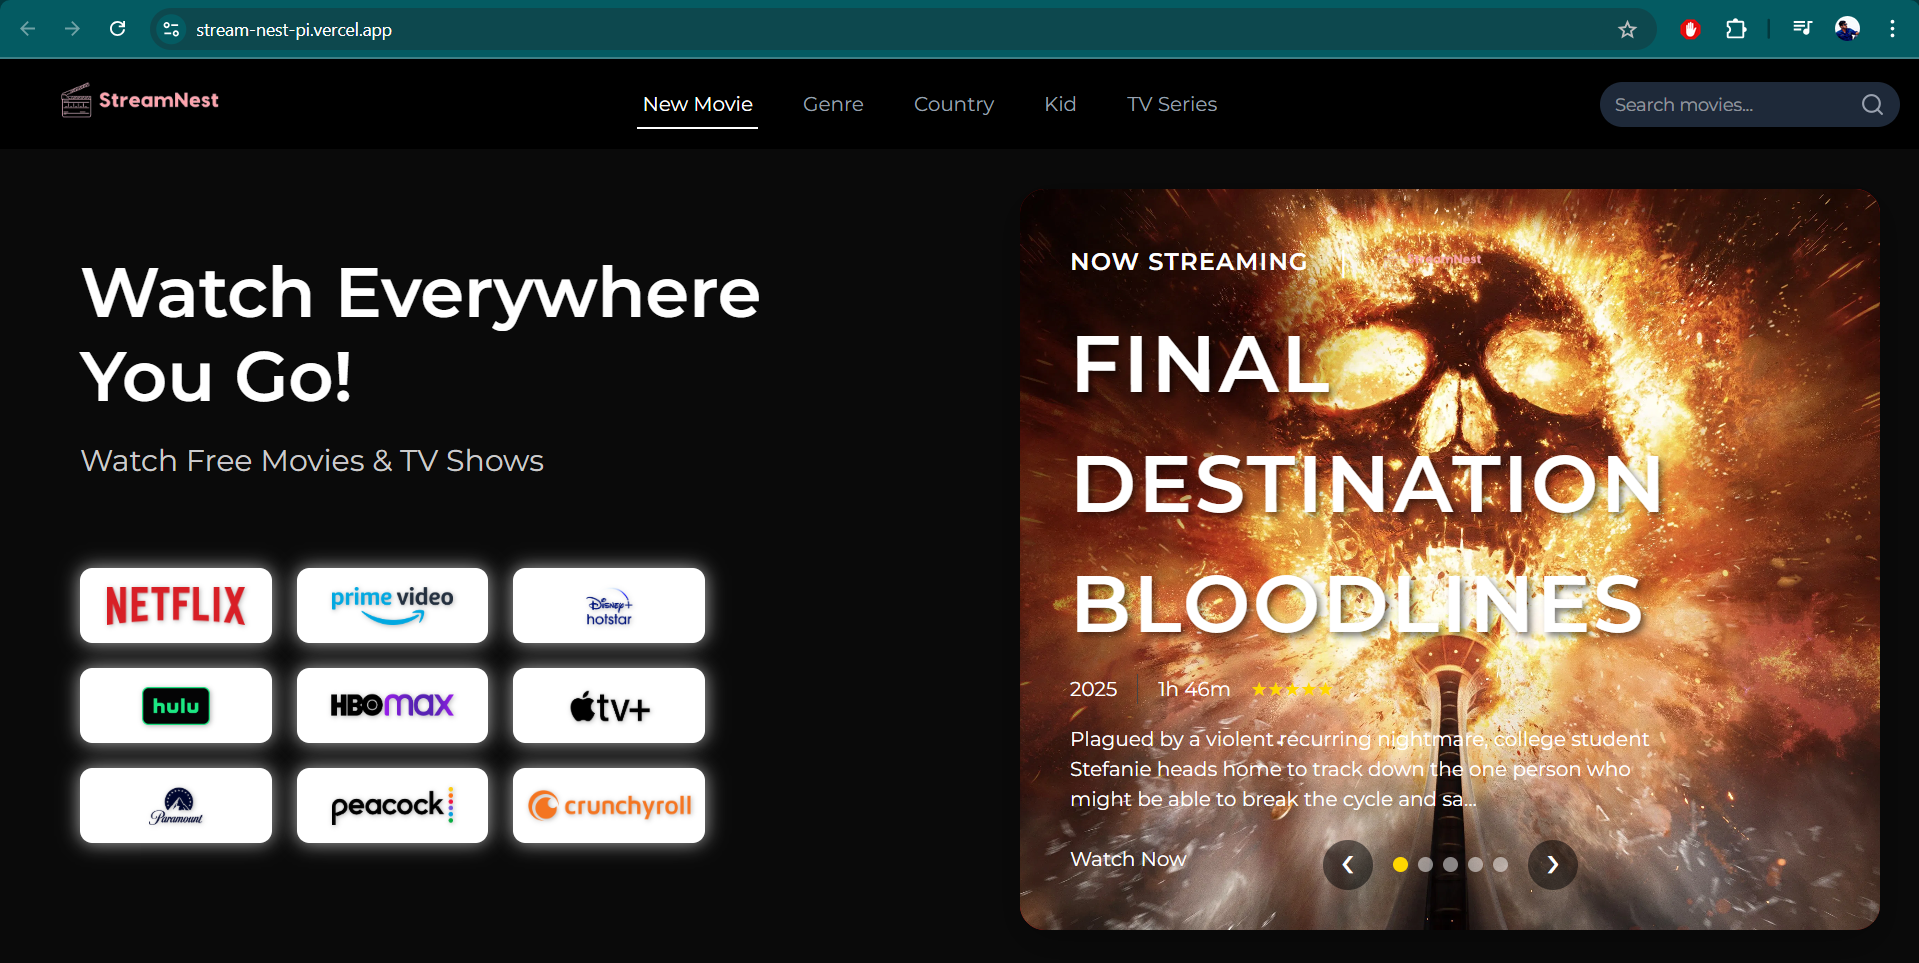 stream-nest-pi.vercel.app
StreamNest
New Movie Genre Country Kid TV Series
Search movies...
Watch Everywhere
You Go!
Watch Free Movies & TV Shows
NETFLIX prime video Disney+ hotstar
hulu HBOmax tv+
Paramount peacock crunchyroll
NOW STREAMING
StreamNest
FINAL
DESTINATION
BLOODLINES
2025 1h 46m ★★★★★
Plagued by a violent recurring nightmare, college student
Stefanie heads home to track down the one person who
might be able to break the cycle and sa...
Watch Now